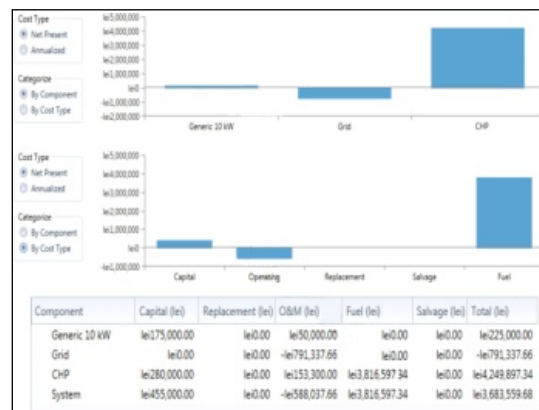 Cost Type
Net Present
Annualized
Categorize
By Component
By Cost Type
lei5,000,000
lei4,000,000
lei3,000,000
lei2,000,000
lei1,000,000
lei0
-lei1,000,000
-lei2,000,000
Generic 10 kW Grid CHP
Cost Type
Net Present
Annualized
Categorize
By Component
By Cost Type
lei5,000,000
lei4,000,000
lei3,000,000
lei2,000,000
lei1,000,000
lei0
-lei1,000,000
Capital Operating Replacement Salvage Fuel
Component Capital (lei) Replacement (lei) O&M (lei) Fuel (lei) Salvage (lei) Total (lei)
Generic 10 kW lei175,000.00 lei0.00 lei50,000.00 lei0.00 lei0.00 lei225,000.00
Grid lei0.00 lei0.00 -lei791,337.66 lei0.00 lei0.00 -lei791,337.66
CHP lei280,000.00 lei0.00 lei153,300.00 lei3,816,597.34 lei0.00 lei4,249,897.34
System lei455,000.00 lei0.00 -lei588,037.66 lei3,816,597.34 lei0.00 lei3,683,559.68